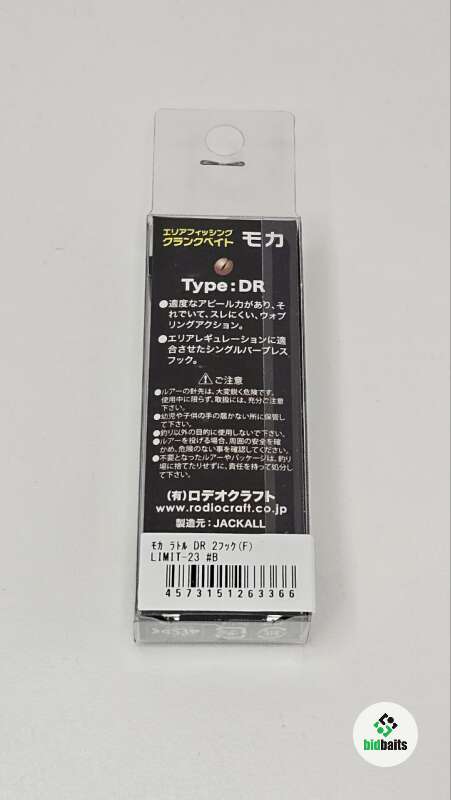 エリアフィッシング
クランクベイト モカ
Type:DR
●適度なアピール力があり、そ
れでいて、スレにくい、ウォブ
リングアクション。
●エリアレギュレーションに適
合させたシングルバーブレス
フック。
ご注意
●ルアーの針先は、大変鋭く危険です。
使用中に限らず、取扱には、充分ご注意
下さい。
●幼児や子供の手の届かない所に保管し
て下さい。
●釣り以外の目的に使用しないで下さい。
●ルアーを投げる場合、周囲の安全を確
かめ、危険のない事を確認してください。
●不要となったルアーやパッケージは、釣り
場に捨てたりせずに、責任を持って処分し
て下さい。
(有)ロデオクラフト
www.rodiocraft.co.jp
製造元:JACKALL
モカ ラトル DR 2フック(F)
LIMIT-23 #B
4573151263366
bidbaits